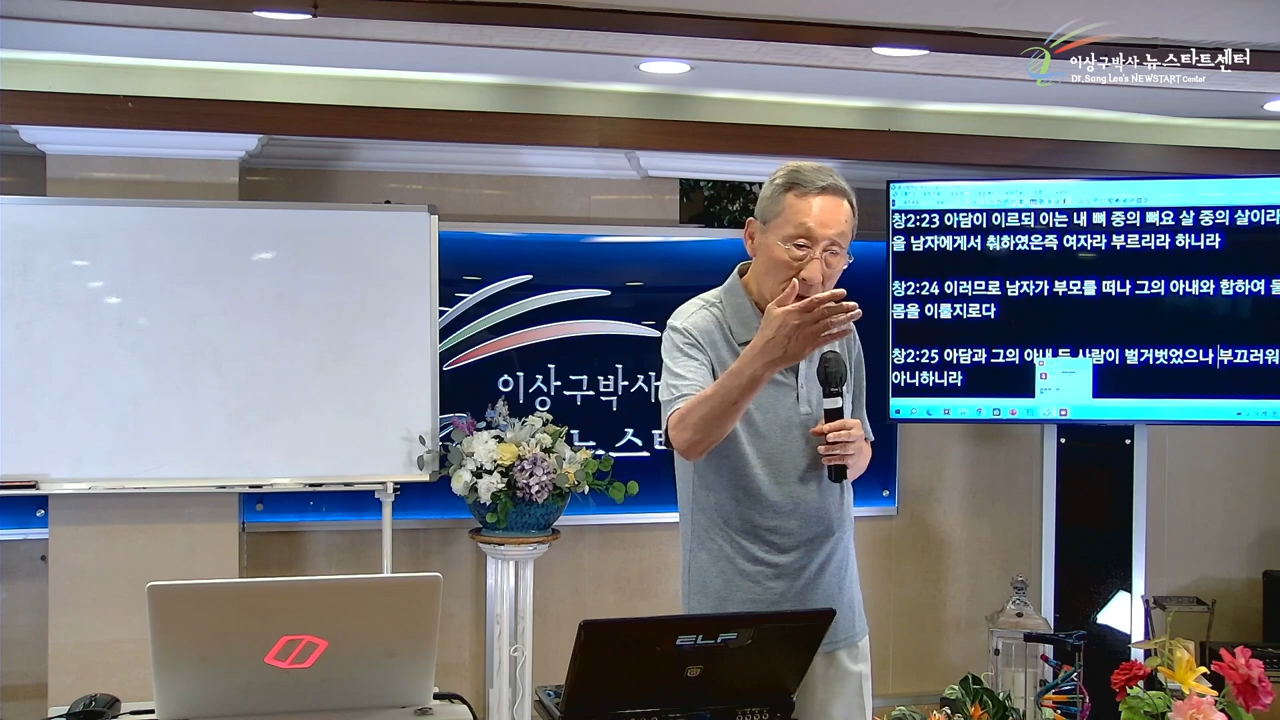 이상구박사 뉴스타트센터
Dr.Sang Lee's NEWSTART Center
창2:23 아담이 이르되 이는 내 뼈 중의 뼈요 살 중의 살이라
을 남자에게서 취하였은즉 여자라 부르리라 하니라
창2:24 이러므로 남자가 부모를 떠나 그의 아내와 합하여
몸을 이룰지로다
창2:25 아담과 그의 아내 두 사람이 벌거벗었으나 부끄러워
아니하니라
이상구박사
뉴스타
ELF